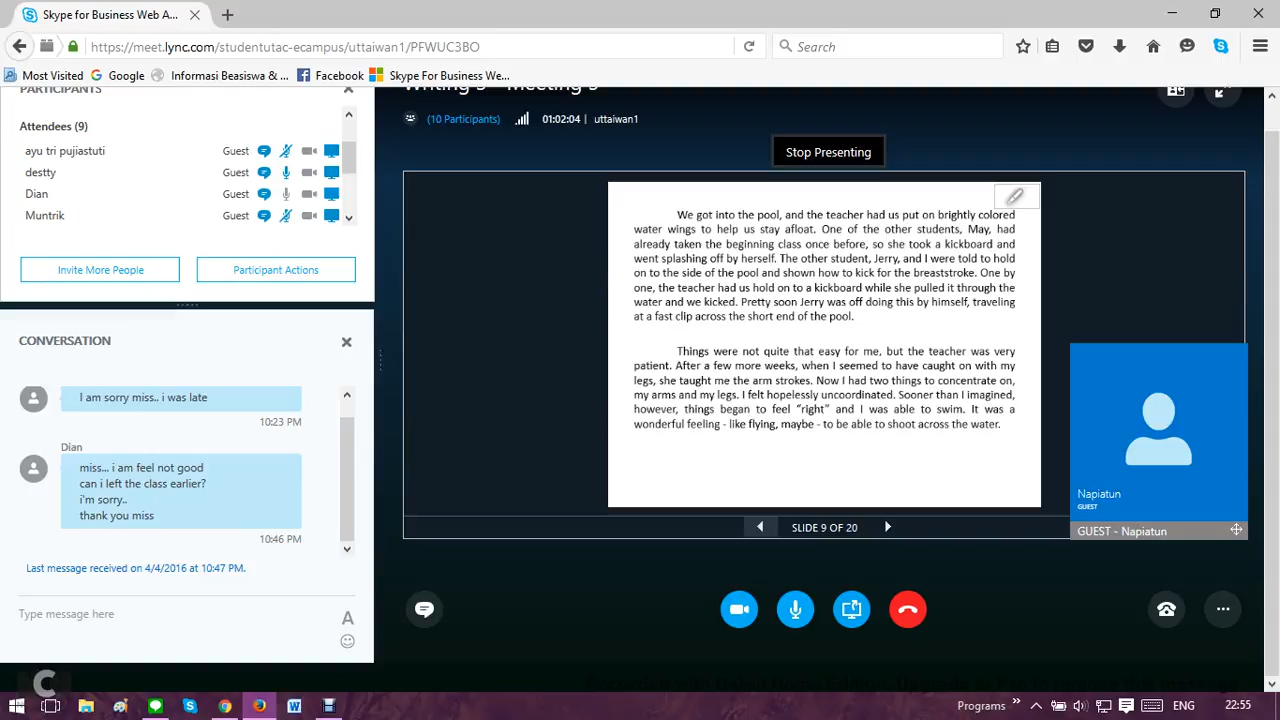 Skype for Business Web A...
https://meet.lync.com/studentutac-ecampus/uttaiwan1/PFWUC3BO
Search
Most Visited
Google
Informasi Beasiswa & ...
Facebook
Skype For Business We...
PARTICIPANTS
Attendees (9)
ayu tri pujiastuti Guest
destty Guest
Dian Guest
Muntrik Guest
Invite More People
Participant Actions
CONVERSATION
I am sorry miss.. i was late
10:23 PM
Dian
miss... i am feel not good
can i left the class earlier?
i'm sorry..
thank you miss
10:46 PM
Last message received on 4/4/2016 at 10:47 PM.
Type message here
A
(10 Participants) 01:02:04 | uttaiwan1
Stop Presenting
We got into the pool, and the teacher had us put on brightly colored
water wings to help us stay afloat. One of the other students, May, had
already taken the beginning class once before, so she took a kickboard and
went splashing off by herself. The other student, Jerry, and I were told to hold
on to the side of the pool and shown how to kick for the breaststroke. One by
one, the teacher had us hold on to a kickboard while she pulled it through the
water and we kicked. Pretty soon Jerry was off doing this by himself, traveling
at a fast clip across the short end of the pool.
Things were not quite that easy for me, but the teacher was very
patient. After a few more weeks, when I seemed to have caught on with my
legs, she taught me the arm strokes. Now I had two things to concentrate on,
my arms and my legs. I felt hopelessly uncoordinated. Sooner than I imagined,
however, things began to feel “right” and I was able to swim. It was a
wonderful feeling - like flying, maybe - to be able to shoot across the water.
SLIDE 9 OF 20
Napiatun
GUEST
GUEST - Napiatun
Programs
ENG
22:55